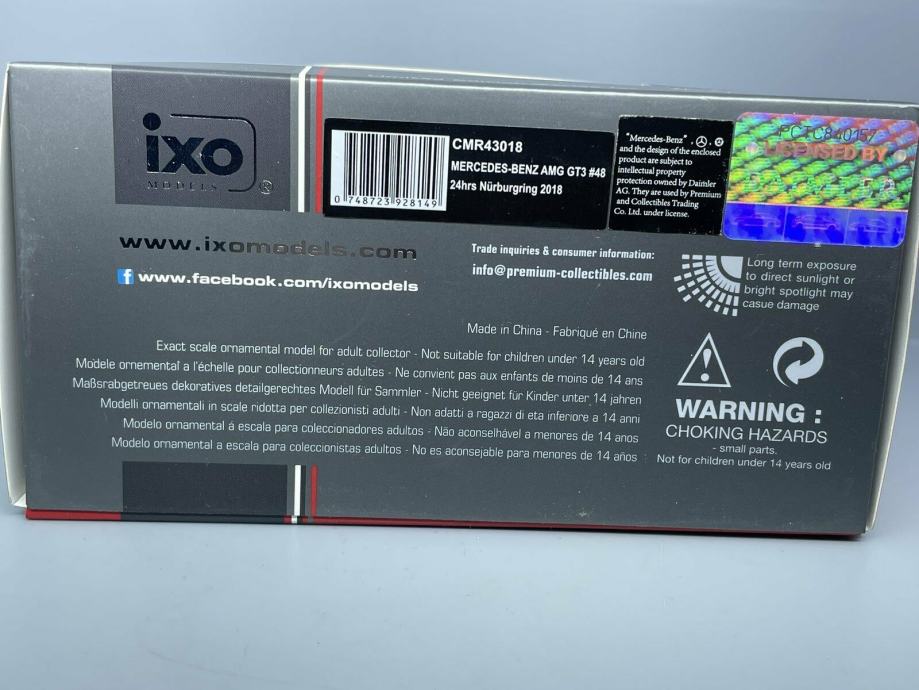 ixo
MODELS
®
CMR43018
MERCEDES-BENZ AMG GT3 #48
24hrs Nürburgring 2018
0 748723 928149
"Mercedes-Benz",
and the design of the enclosed
product are subject to
intellectual property
protection owned by Daimler
AG. They are used by Premium
and Collectibles Trading
Co. Ltd. under license.
PCTC840157
LICENSED BY
www.ixomodels.com
f www.facebook.com/ixomodels
Trade inquiries & consumer information:
info@premium-collectibles.com
Long term exposure
to direct sunlight or
bright spotlight may
casue damage
Made in China - Fabriqué en Chine
Exact scale ornamental model for adult collector - Not suitable for children under 14 years old
Modèle ornemental a l'échelle pour collectionneurs adultes - Ne convient pas aux enfants de moins de 14 ans
Maßsrabgetreues dekoratives detailgerechtes Modell für Sammler - Nicht geeignet für Kinder unter 14 jahren
Modelli ornamentali in scale ridotta per collezionisti adulti - Non adatti a ragazzi di eta inferiore a 14 anni
Modelo ornamental á escala para coleccionadores adultos - Não aconselhável a menores de 14 anos
Modelo ornamental a escala para coleccionistas adultos - No es aconsejable para menores de 14 años
WARNING :
CHOKING HAZARDS
- small parts.
Not for children under 14 years old